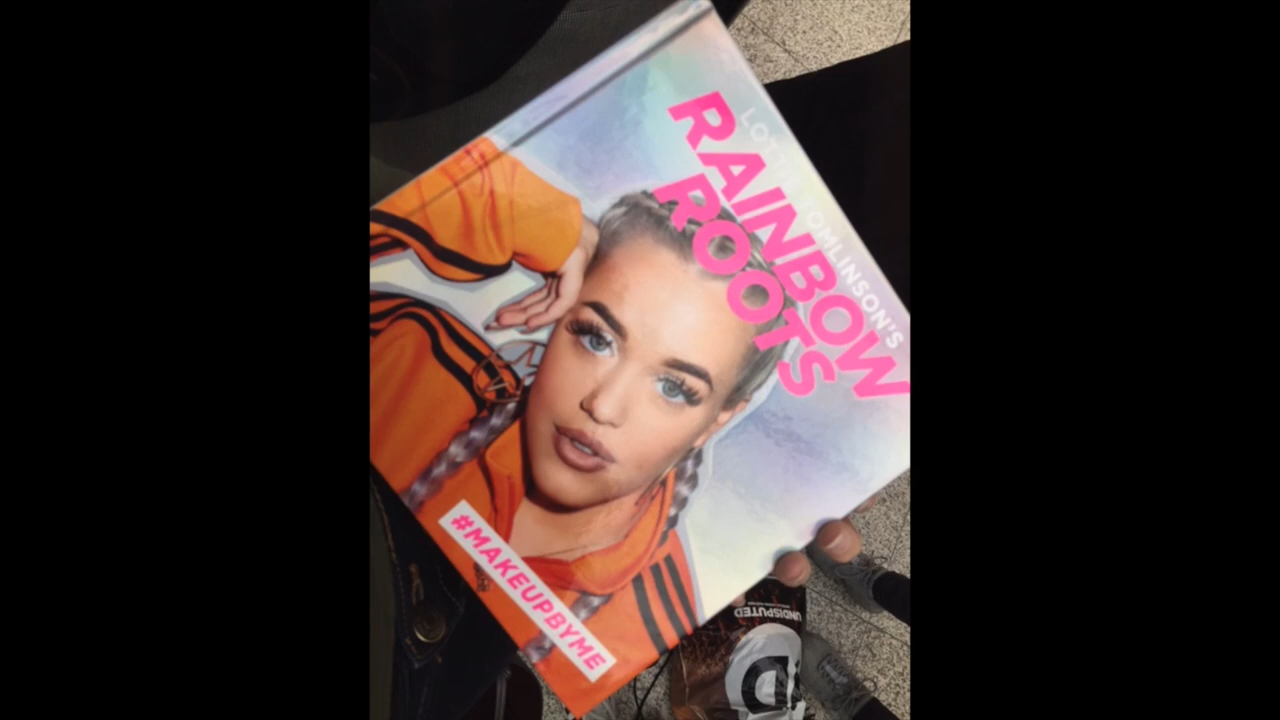 LOTTIE TOMLINSON'S
RAINBOW
ROOTS
#MAKEUPBYME
UNDISPUTED